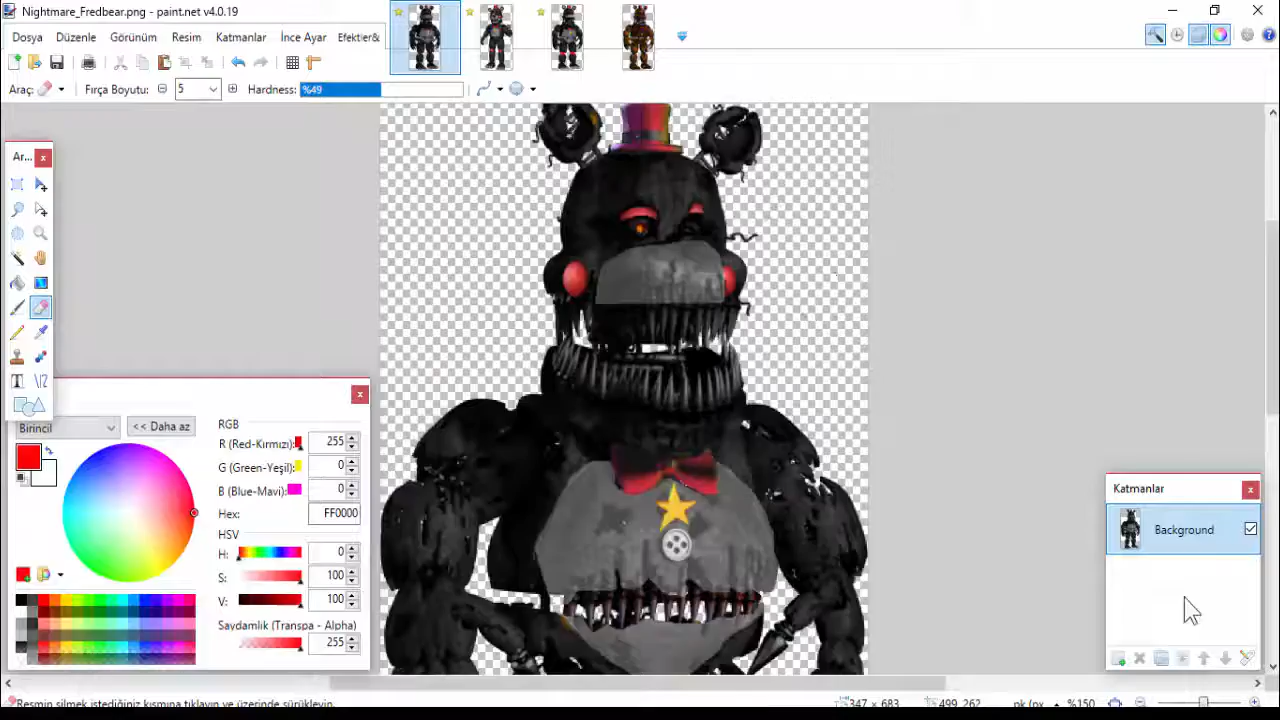 Nightmare_Fredbear.png - paint.net v4.0.19
Dosya Düzenle Görünüm Resim Katmanlar İnce Ayar Efektler&
Araç: Fırça Boyutu: 5 Hardness: %49
Ar...
Birincil << Daha az
RGB
R (Red-Kırmızı): 255
G (Green-Yeşil) 0
B (Blue-Mavi) 0
Hex: FF0000
HSV
H: 0
S: 100
V: 100
Saydamlık (Transpa - Alpha)
255
Katmanlar
Background
Resmin silmek istediğiniz kısmına tıklayın ve üzerinde sürükleyin.
347 × 683 499, 262 pk (px %150